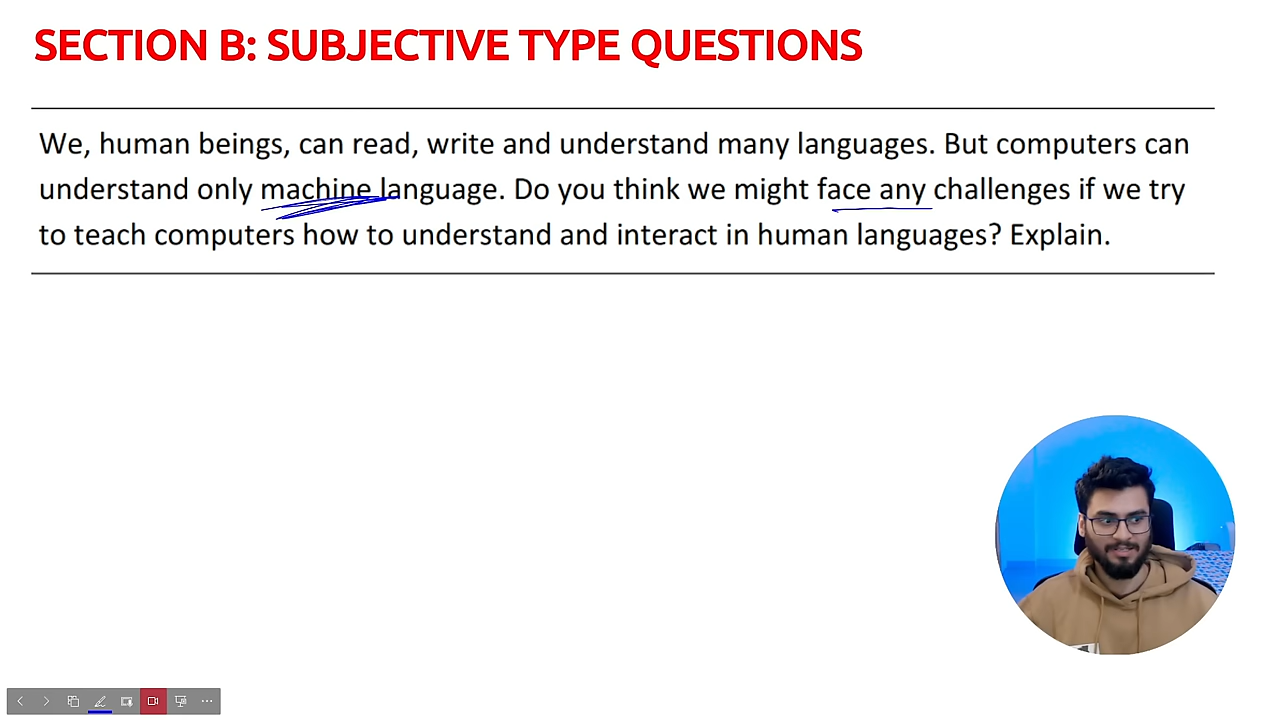 SECTION B: SUBJECTIVE TYPE QUESTIONS
We, human beings, can read, write and understand many languages. But computers can
understand only machine language. Do you think we might face any challenges if we try
to teach computers how to understand and interact in human languages? Explain.